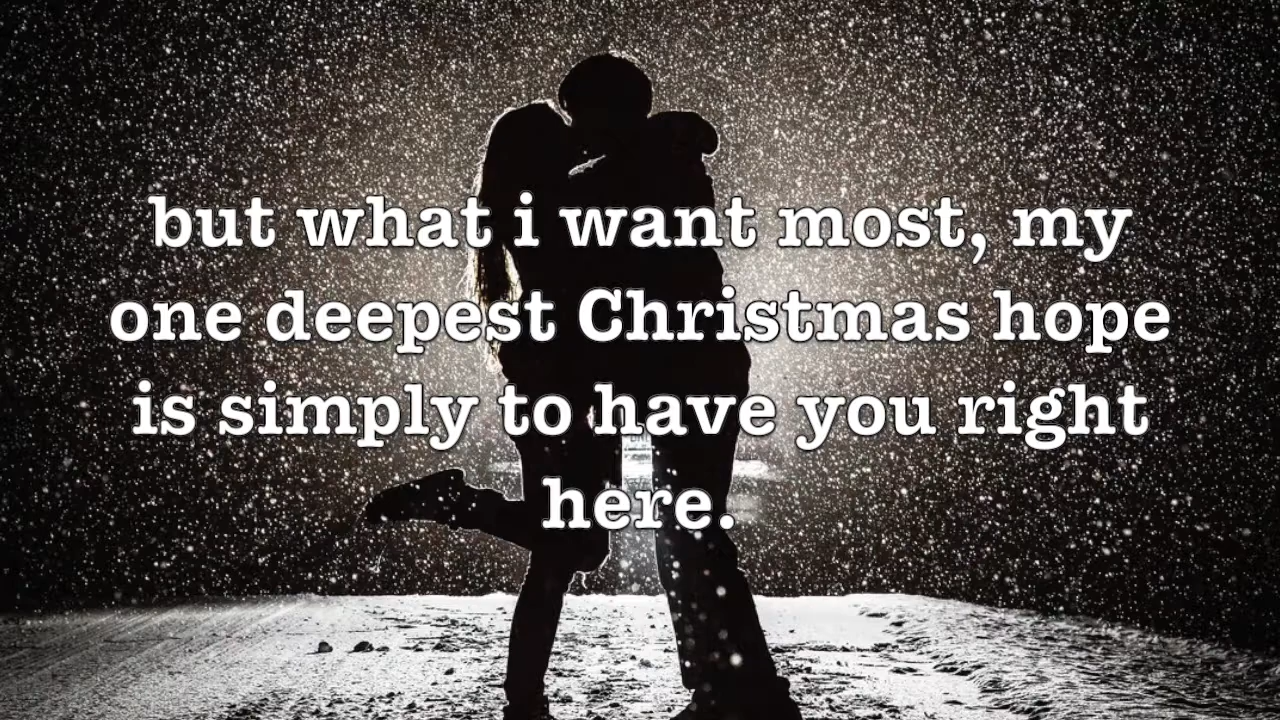 but what i want most, my
one deepest Christmas hope
is simply to have you right
here.